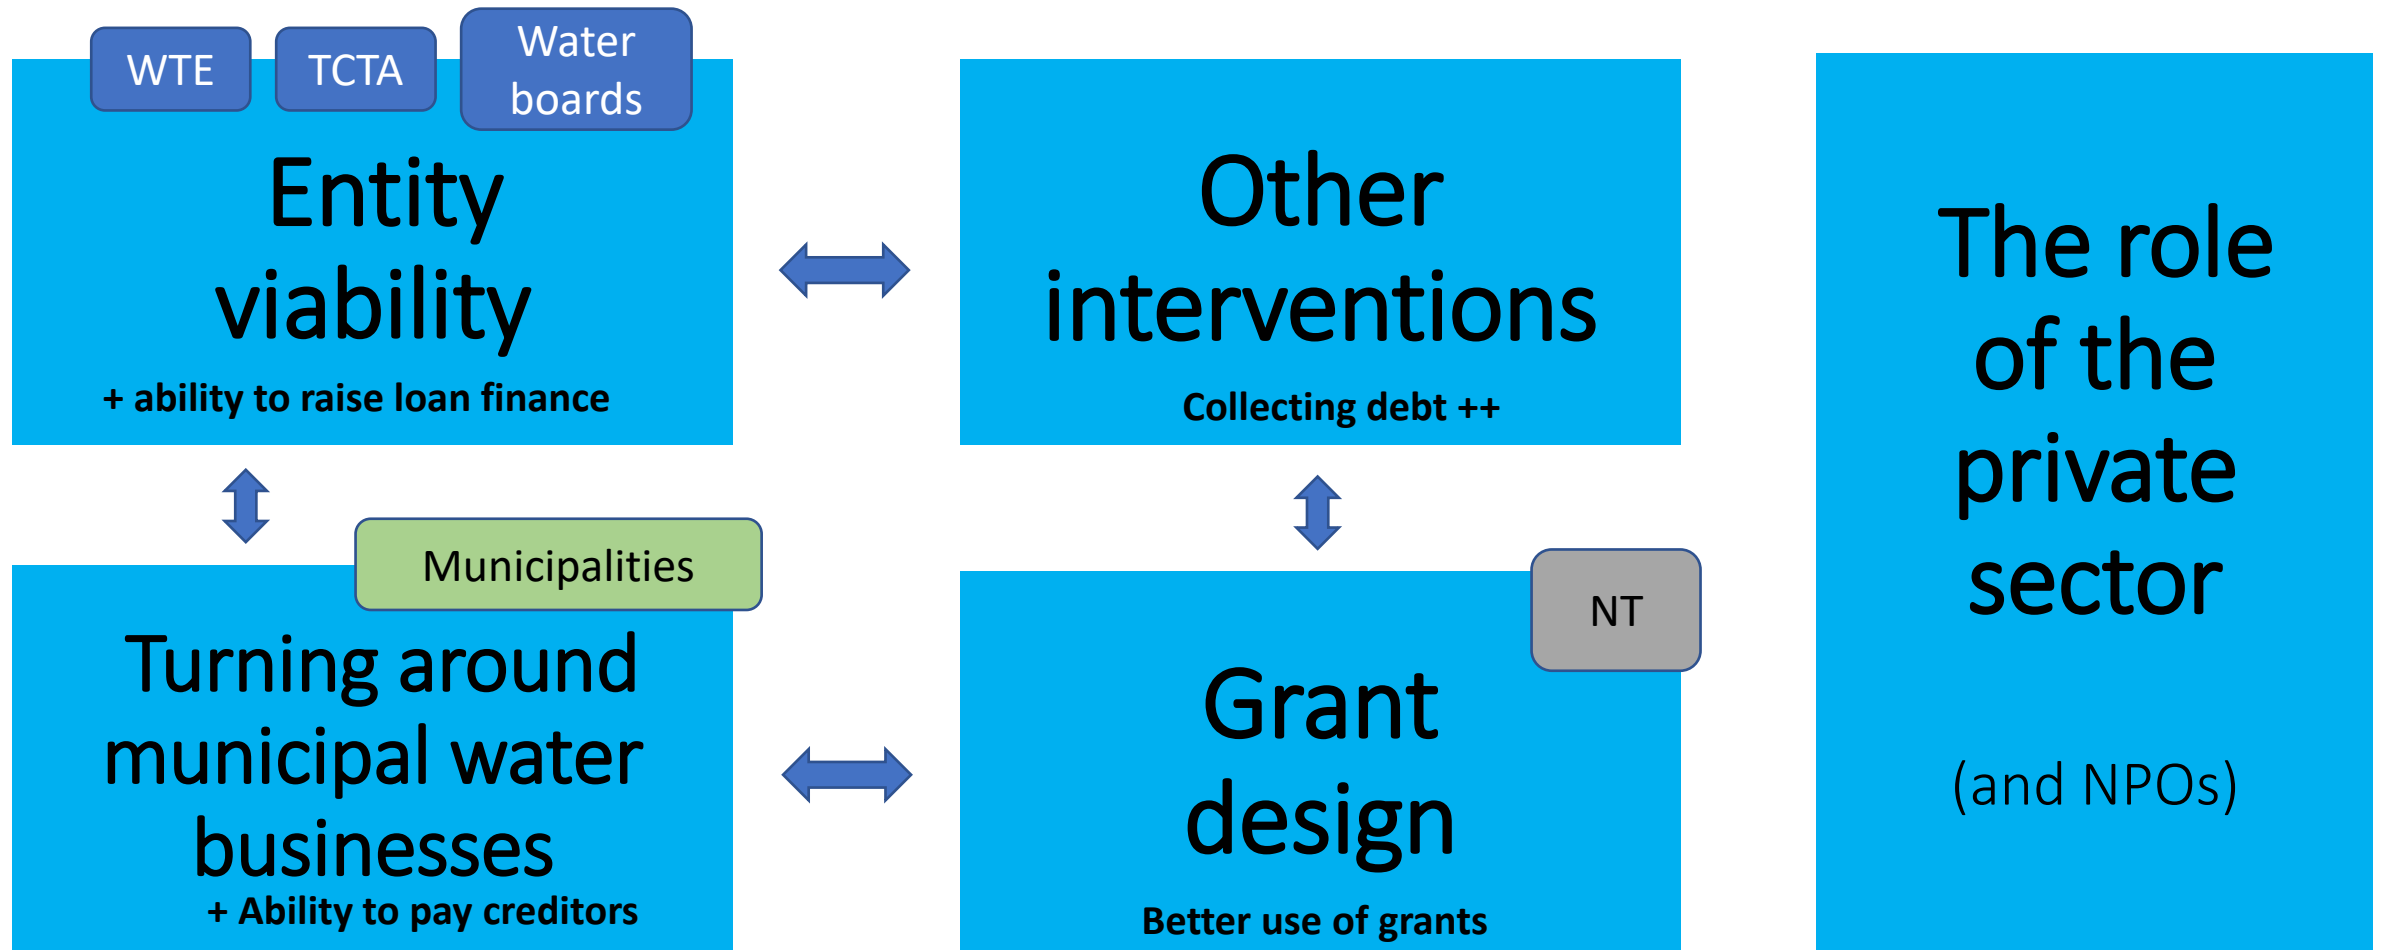 WTE
TCTA
Water
boards
Entity
viability
+ ability to raise loan finance
Other
interventions
Collecting debt ++
Municipalities
Turning around
municipal water
businesses
+ Ability to pay creditors
NT
Grant
design
Better use of grants
The role
of the
private
sector
(and NPOs)